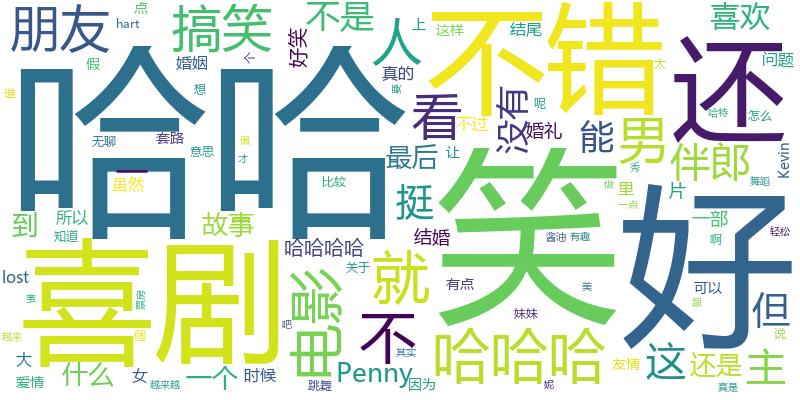 朋友
hart
点
搞笑
不是
上
这样
结尾
喜欢
假
婚姻
好笑
人
真的
不错
还
问题
太
谁
想
哈哈
看
没有
呢
哈特
怎么
无聊
套路
意思
佩
才
最后
让
婚礼
能
男
伴郎
Kevin
虽然
一
比较
不过
秀
做
里
片
舞蹈
到
所以
知道
故事
挺
笑
一点
一部
啊
好
轻松
喜剧
哈哈哈哈
结婚
酱油
有趣
lost
关于
电影
就
有点
美
可以
但
跟
吧
不
妹妹
说
越来
個
哈哈哈
这
友情
还是
主
大
爱情
什么
女
越来越
一个
时候
跳舞
Penny
因为
其实
妮
真是